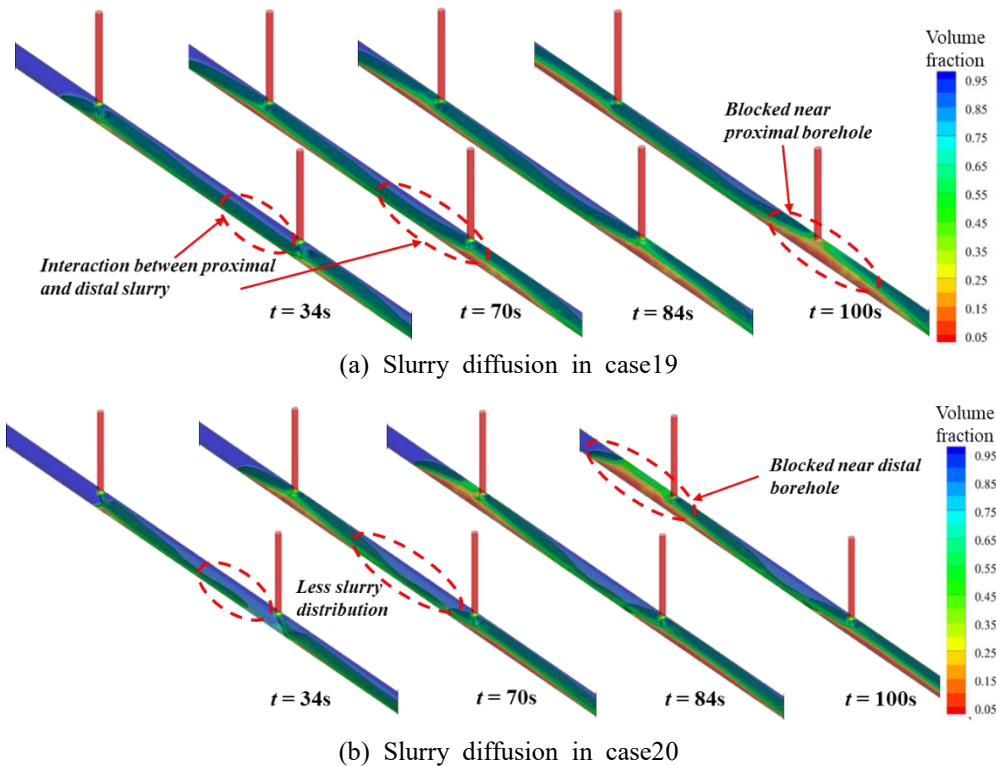 Volume
fraction
0.95
0.85
0.75
0.65
0.55
0.45
0.35
0.25
0.15
0.05
Blocked near
proximal borehole
Interaction between proximal
and distal slurry
t = 34s
t = 70s
t = 84s
t = 100s
(a) Slurry diffusion in case19
Volume
fraction
0.95
0.85
0.75
0.65
0.55
0.45
0.35
0.25
0.15
0.05
Blocked near distal
borehole
Less slurry
distribution
t = 34s
t = 70s
t = 84s
t = 100s
(b) Slurry diffusion in case20